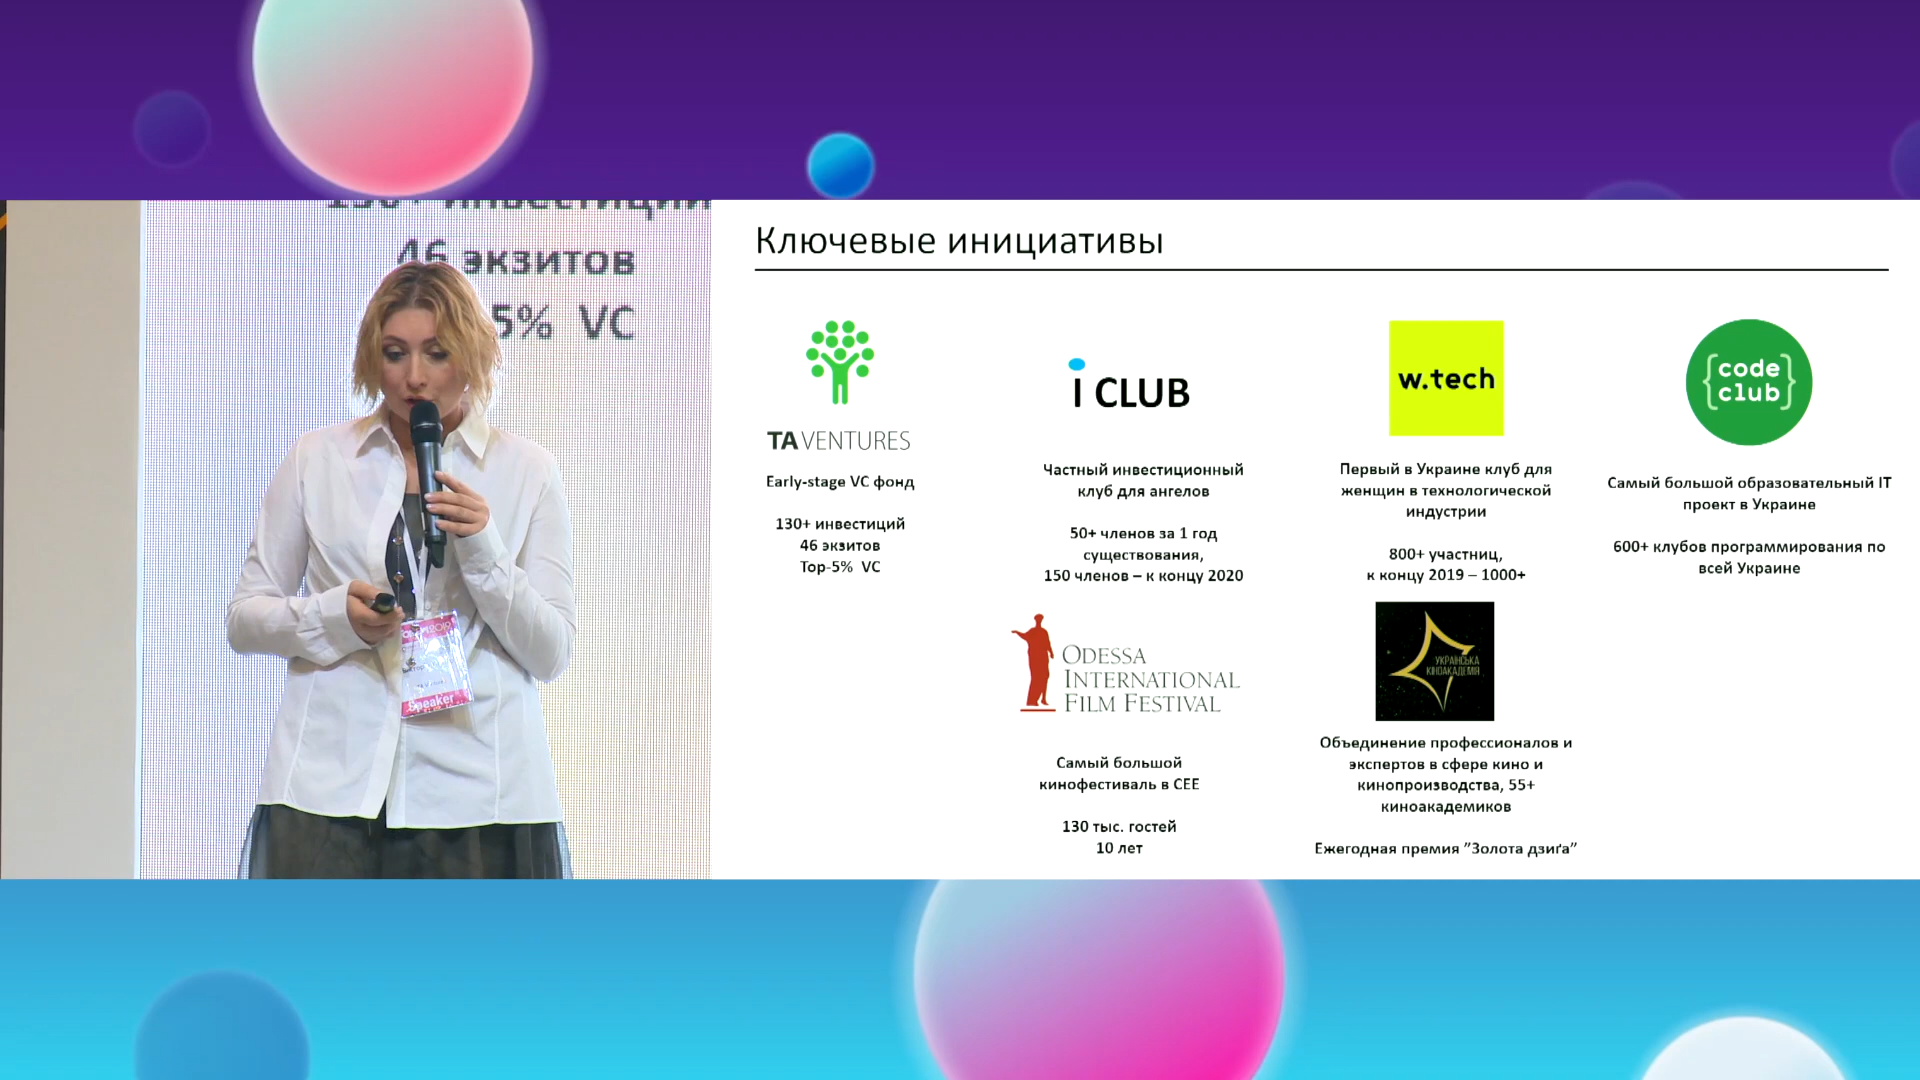 46 экзитов
5% VC
Speaker
Ключевые инициативы
TAVENTURES
Early-stage VC фонд
130+ инвестиций
46 экзитов
Top-5% VC
i CLUB
Частный инвестиционный
клуб для ангелов
50+ членов за 1 год
существования,
150 членов – к концу 2020
w.tech
Первый в Украине клуб для
женщин в технологической
индустрии
800+ участниц,
к концу 2019 – 1000+
{code
club}
Самый большой образовательный IT
проект в Украине
600+ клубов программирования по
всей Украине
ODESSA
INTERNATIONAL
FILM FESTIVAL
Самый большой
кинофестиваль в CEE
130 тыс. гостей
10 лет
УКРАЇНСЬКА
КІНОАКАДЕМІЯ
Объединение профессионалов и
экспертов в сфере кино и
кинопроизводства, 55+
киноакадемиков
Ежегодная премия ”Золота дзиґа”